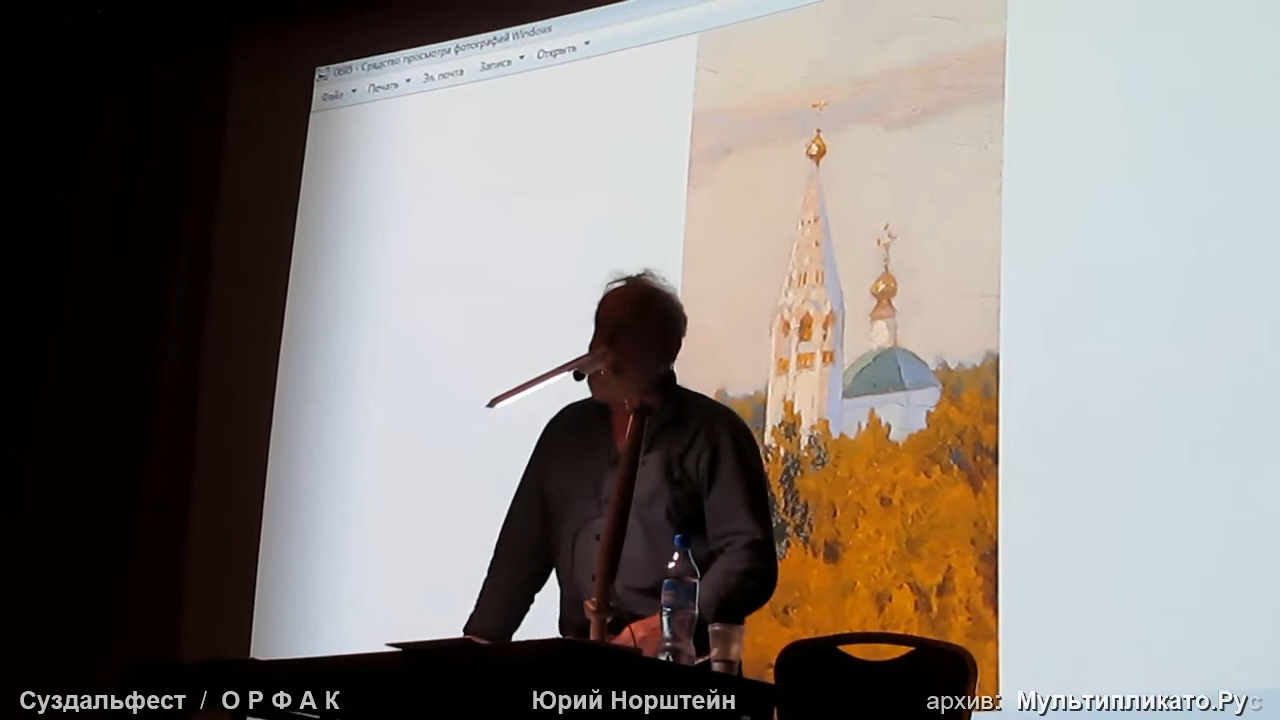 - Средство просмотра фотографий Windows
Файл Печать Эл. почта Запись Открыть
Суздальфест / О Р Ф А К Юрий Норштейн архив: Мультипликато.Рус